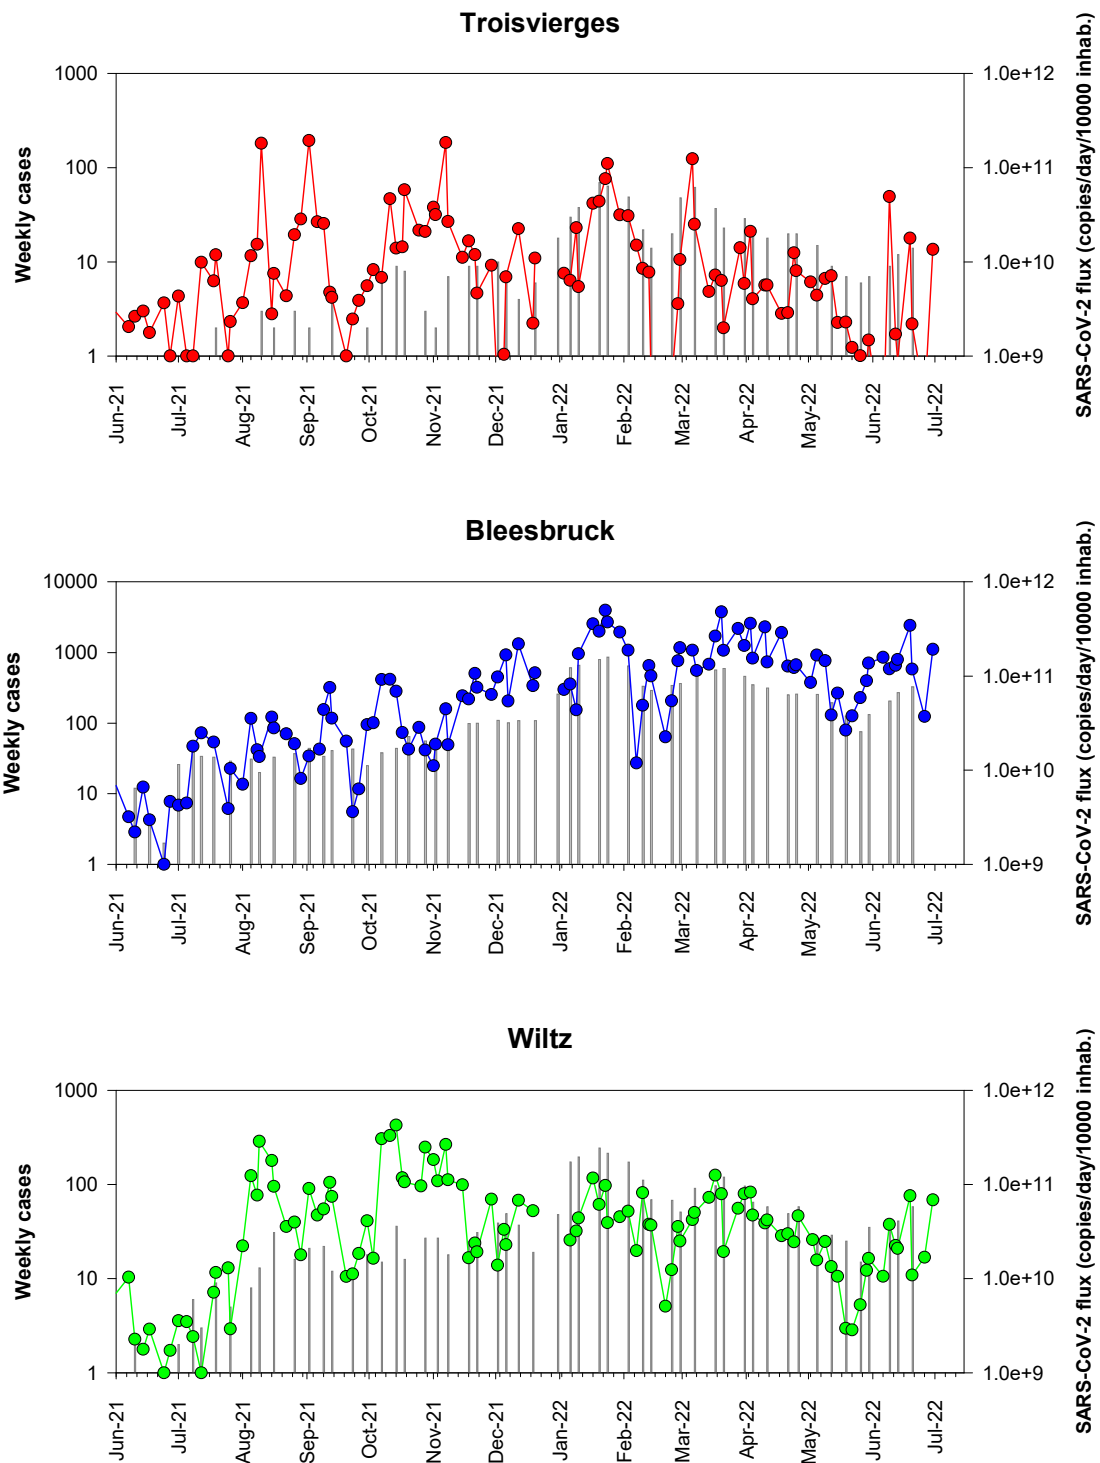 Troisvierges
Weekly cases
1000
100
10
1
1.0e+12
1.0e+11
1.0e+10
1.0e+9
SARS-CoV-2 flux (copies/day/10000 inhab.)
Jun-21
Jul-21
Aug-21
Sep-21
Oct-21
Nov-21
Dec-21
Jan-22
Feb-22
Mar-22
Apr-22
May-22
Jun-22
Jul-22
Bleesbruck
Weekly cases
10000
1000
100
10
1
1.0e+12
1.0e+11
1.0e+10
1.0e+9
SARS-CoV-2 flux (copies/day/10000 inhab.)
Jun-21
Jul-21
Aug-21
Sep-21
Oct-21
Nov-21
Dec-21
Jan-22
Feb-22
Mar-22
Apr-22
May-22
Jun-22
Jul-22
Wiltz
Weekly cases
1000
100
10
1
1.0e+12
1.0e+11
1.0e+10
1.0e+9
SARS-CoV-2 flux (copies/day/10000 inhab.)
Jun-21
Jul-21
Aug-21
Sep-21
Oct-21
Nov-21
Dec-21
Jan-22
Feb-22
Mar-22
Apr-22
May-22
Jun-22
Jul-22